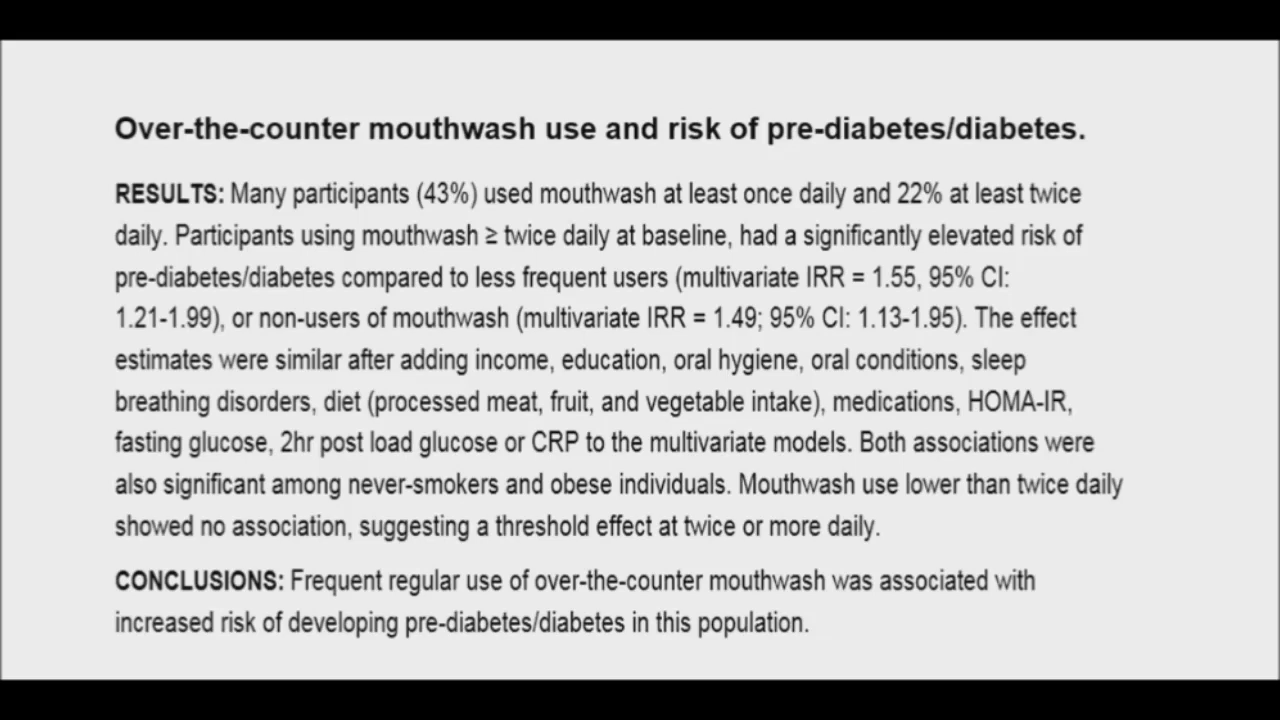 Over-the-counter mouthwash use and risk of pre-diabetes/diabetes.
RESULTS: Many participants (43%) used mouthwash at least once daily and 22% at least twice
daily. Participants using mouthwash ≥ twice daily at baseline, had a significantly elevated risk of
pre-diabetes/diabetes compared to less frequent users (multivariate IRR = 1.55, 95% CI:
1.21-1.99), or non-users of mouthwash (multivariate IRR = 1.49; 95% CI: 1.13-1.95). The effect
estimates were similar after adding income, education, oral hygiene, oral conditions, sleep
breathing disorders, diet (processed meat, fruit, and vegetable intake), medications, HOMA-IR,
fasting glucose, 2hr post load glucose or CRP to the multivariate models. Both associations were
also significant among never-smokers and obese individuals. Mouthwash use lower than twice daily
showed no association, suggesting a threshold effect at twice or more daily.
CONCLUSIONS: Frequent regular use of over-the-counter mouthwash was associated with
increased risk of developing pre-diabetes/diabetes in this population.